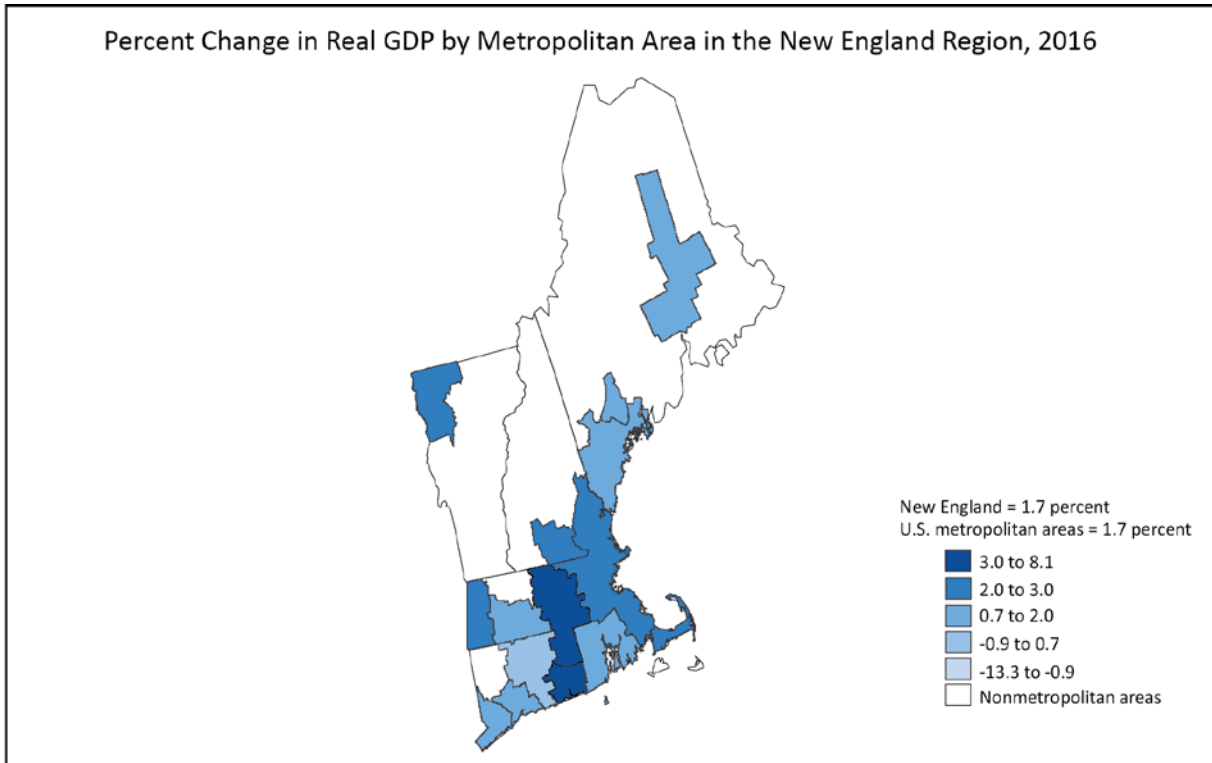 Percent Change in Real GDP by Metropolitan Area in the New England Region, 2016
New England = 1.7 percent
U.S. metropolitan areas = 1.7 percent
3.0 to 8.1
2.0 to 3.0
0.7 to 2.0
-0.9 to 0.7
-13.3 to -0.9
Nonmetropolitan areas